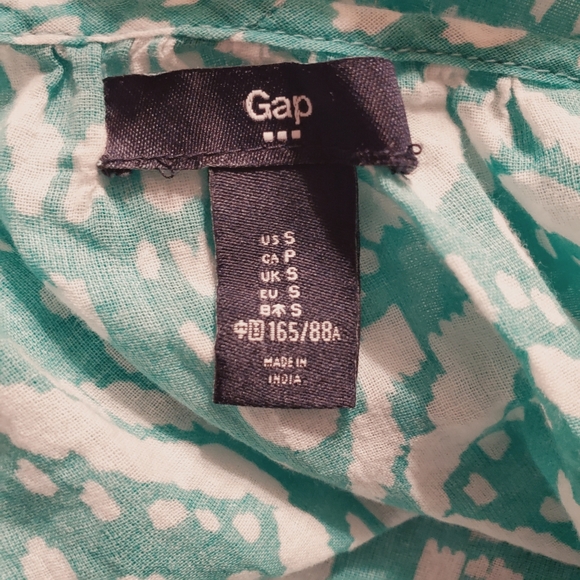 Gap
US S
CA P
UK S
EU S
日本 S
中国 165/88A
MADE IN
INDIA